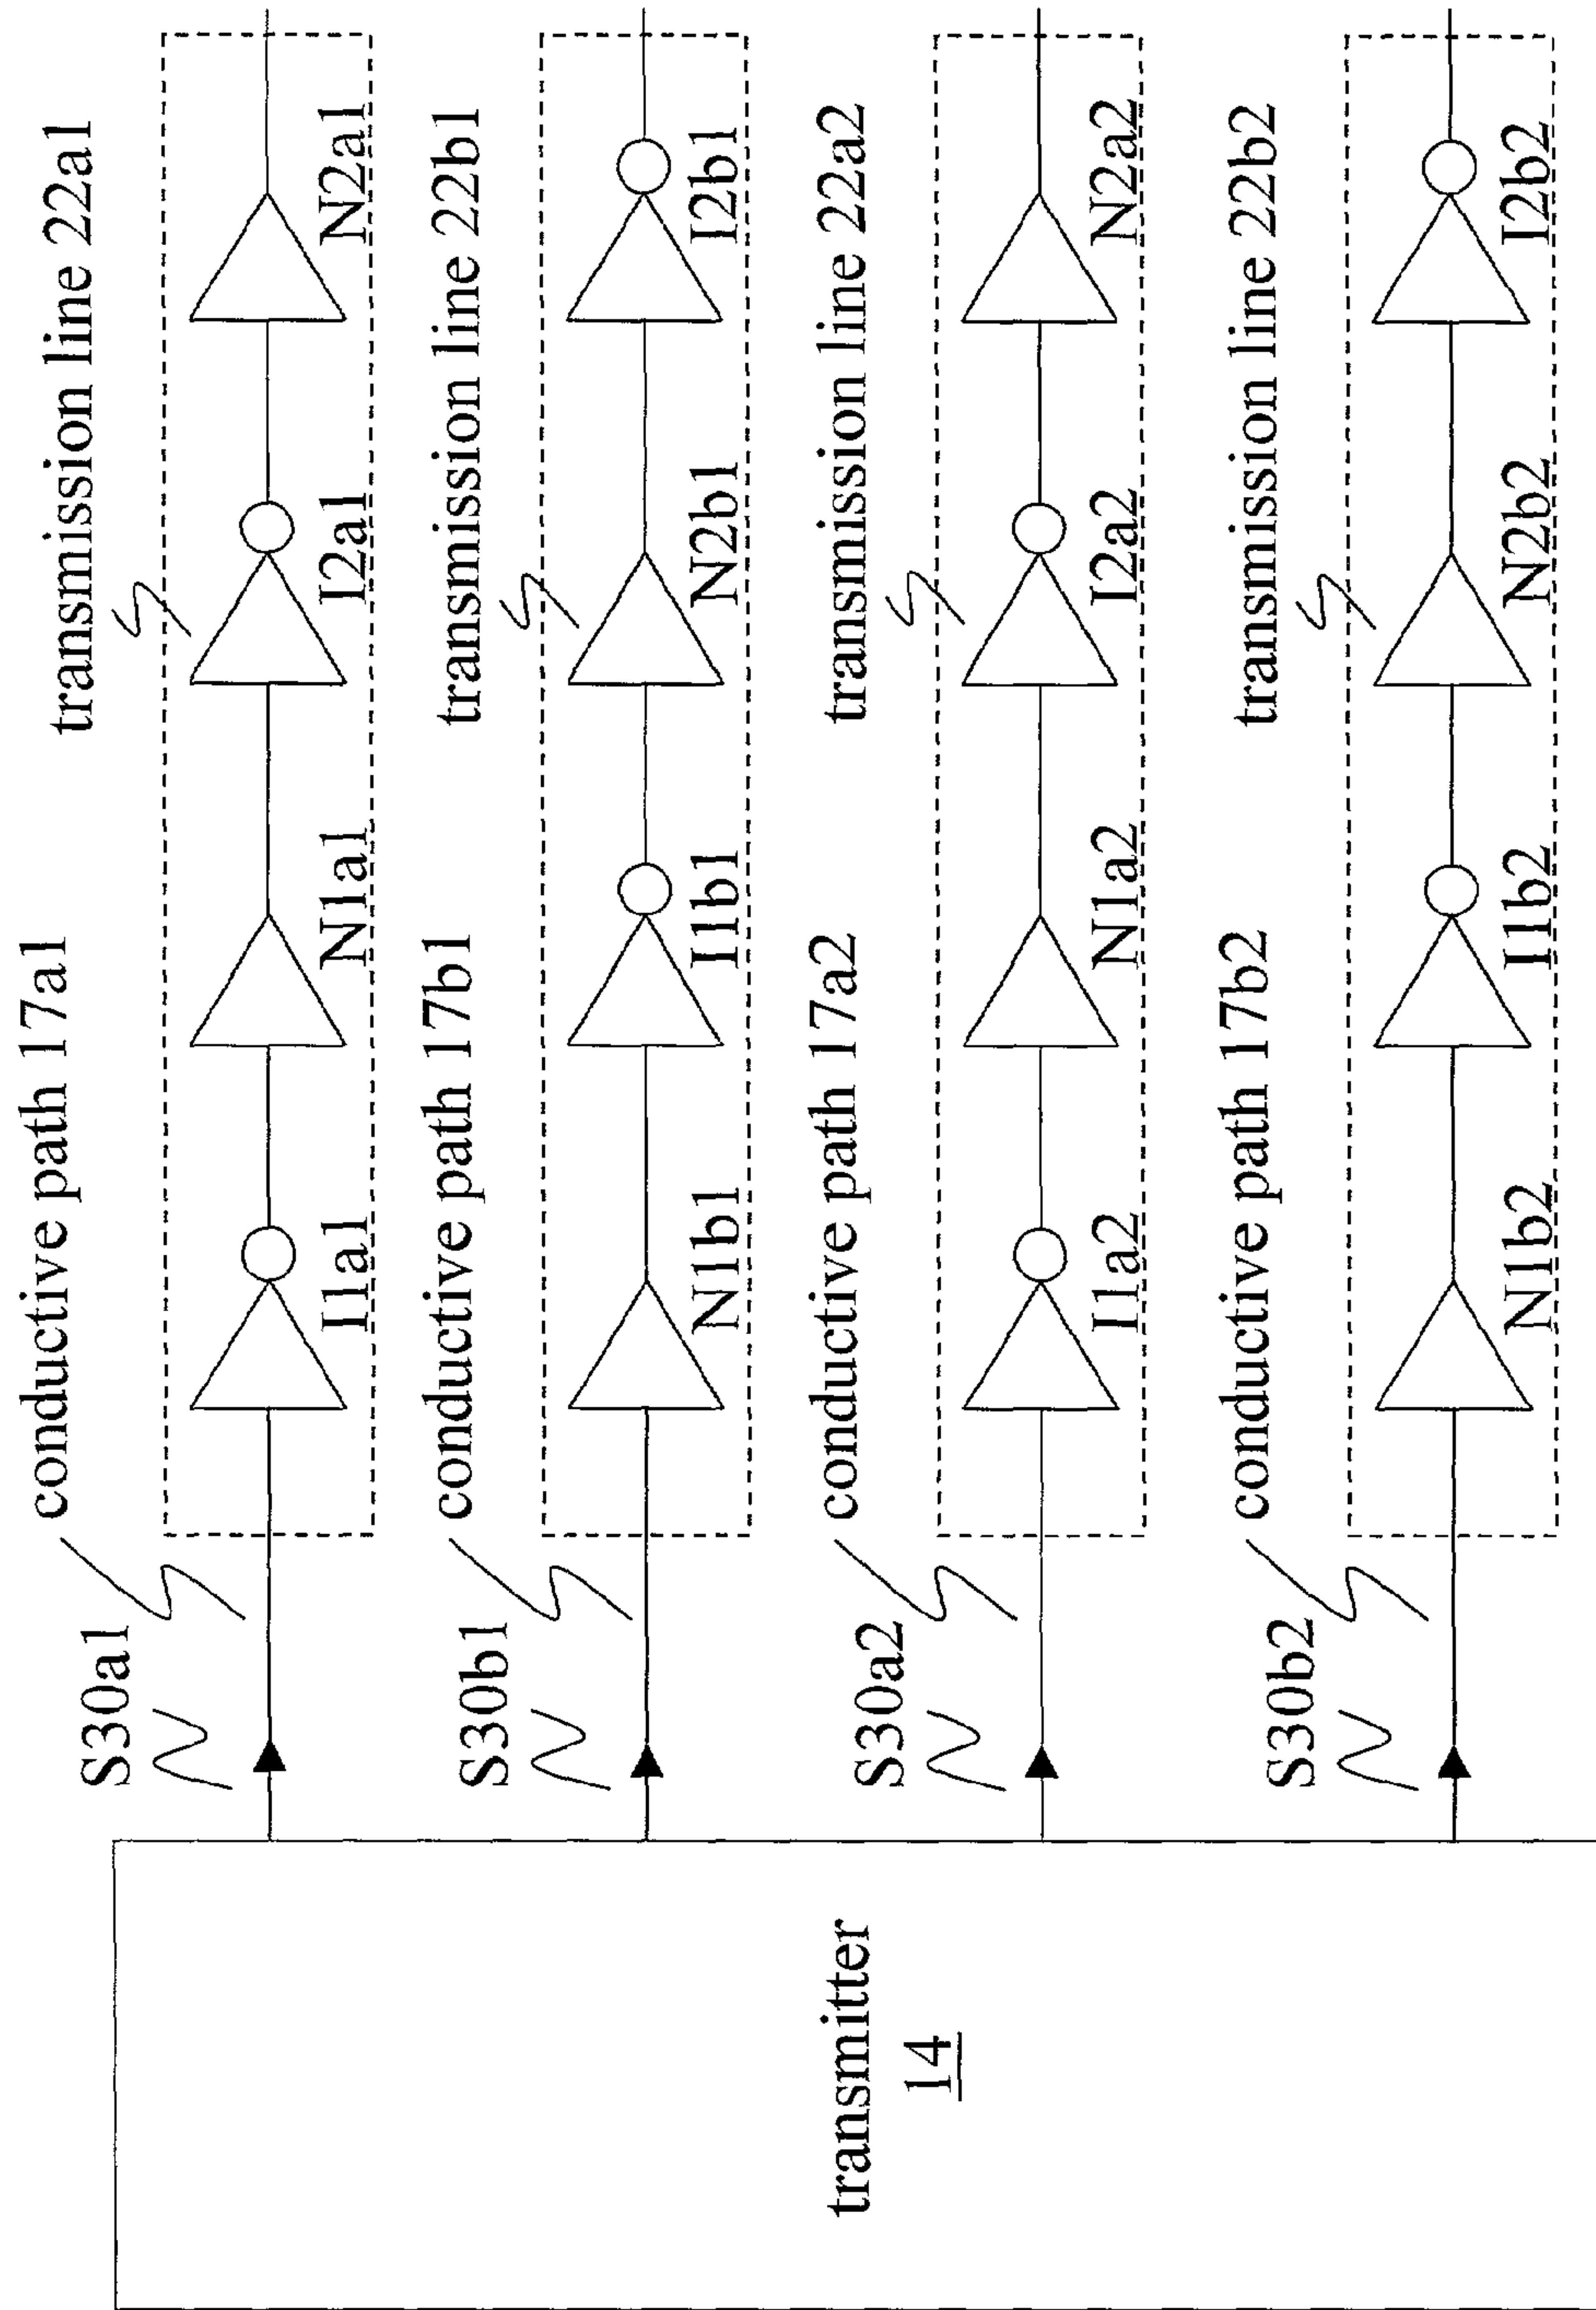 transmitter
14
S30a1
conductive path 17a1
transmission line 22a1
I1a1
N1a1
I2a1
N2a1
S30b1
conductive path 17b1
transmission line 22b1
N1b1
I1b1
N2b1
I2b1
S30a2
conductive path 17a2
transmission line 22a2
I1a2
N1a2
I2a2
N2a2
S30b2
conductive path 17b2
transmission line 22b2
N1b2
I1b2
N2b2
I2b2